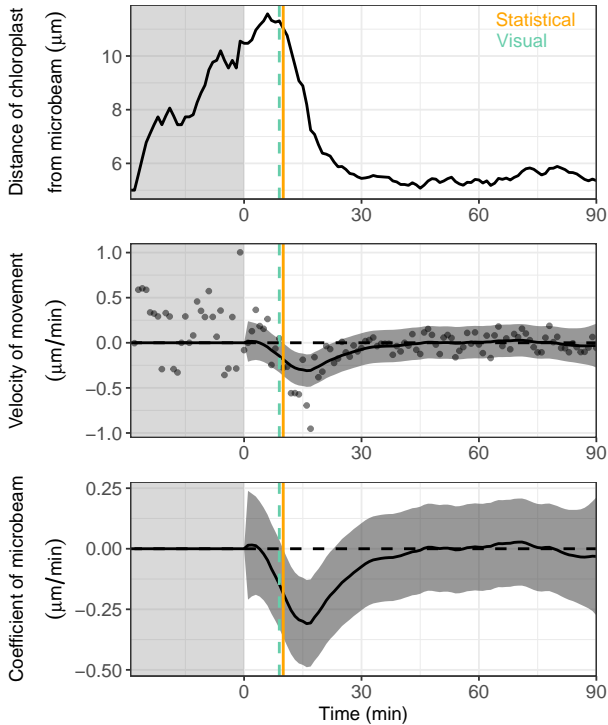 Distance of chloroplast
from microbeam (μm)
Statistical
Visual
10
8
6
0
30
60
90
Velocity of movement
(μm/min)
1.0
0.5
0.0
−0.5
−1.0
0
30
60
90
Coefficient of microbeam
(μm/min)
0.25
0.00
−0.25
−0.50
0
30
60
90
Time (min)